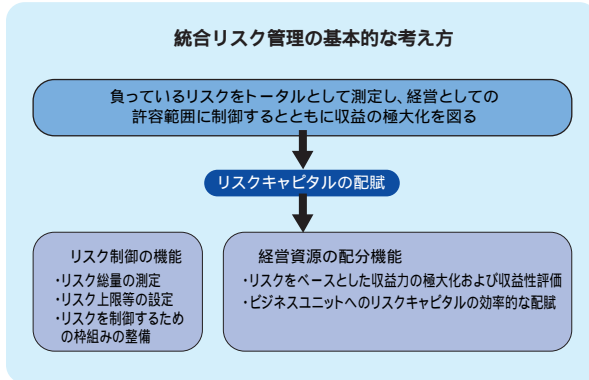 統合リスク管理の基本的な考え方
負っているリスクをトータルとして測定し、経営としての
許容範囲に制御するとともに収益の極大化を図る
リスクキャピタルの配賦
リスク制御の機能
・リスク総量の測定
・リスク上限等の設定
・リスクを制御するため
の枠組みの整備
経営資源の配分機能
・リスクをベースとした収益力の極大化および収益性評価
・ビジネスユニットへのリスクキャピタルの効率的な配賦